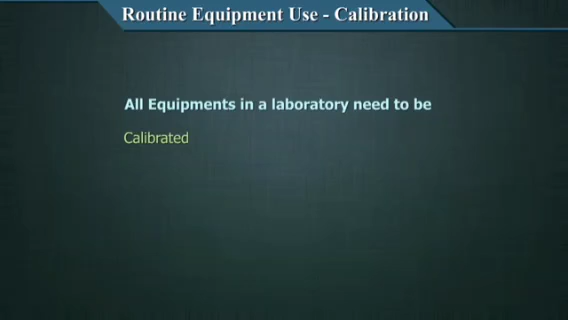 Routine Equipment Use - Calibration
All Equipments in a laboratory need to be
Calibrated